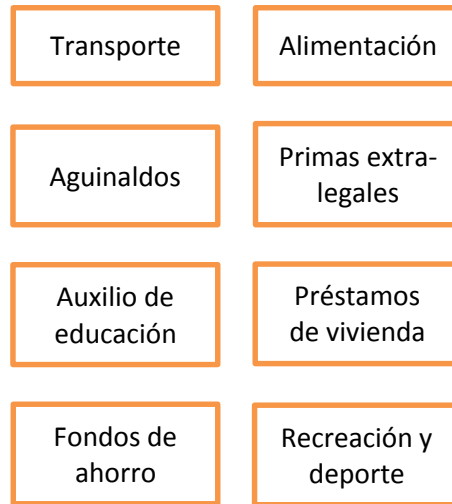 Transporte
Alimentación
Aguinaldos
Primas extra-
legales
Auxilio de
educación
Préstamos
de vivienda
Fondos de
ahorro
Recreación y
deporte